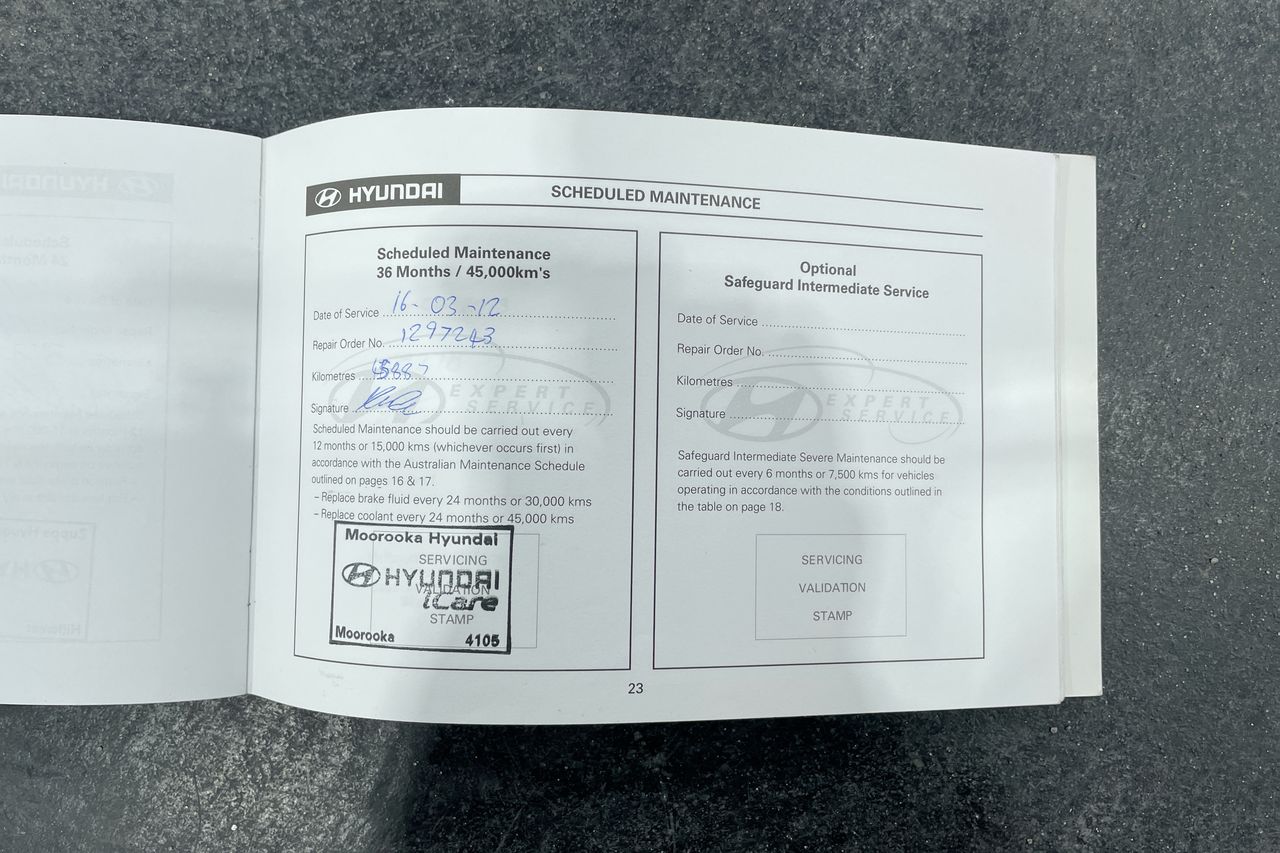 HYUNDAI
SCHEDULED MAINTENANCE
Scheduled Maintenance
36 Months / 45,000km's
Date of Service 16-03-12
Repair Order No. 1297243
Kilometres
Signature
EXPERT
SERVICE
Scheduled Maintenance should be carried out every
12 months or 15,000 kms (whichever occurs first) in
accordance with the Australian Maintenance Schedule
outlined on pages 16 & 17.
– Replace brake fluid every 24 months or 30,000 kms
– Replace coolant every 24 months or 45,000 kms
Moorooka Hyundai
SERVICING
HYUNDAI
VALIDATION
iCare
STAMP
Moorooka 4105
Optional
Safeguard Intermediate Service
Date of Service
Repair Order No.
Kilometres
Signature
EXPERT
SERVICE
Safeguard Intermediate Severe Maintenance should be
carried out every 6 months or 7,500 kms for vehicles
operating in accordance with the conditions outlined in
the table on page 18.
SERVICING
VALIDATION
STAMP
23